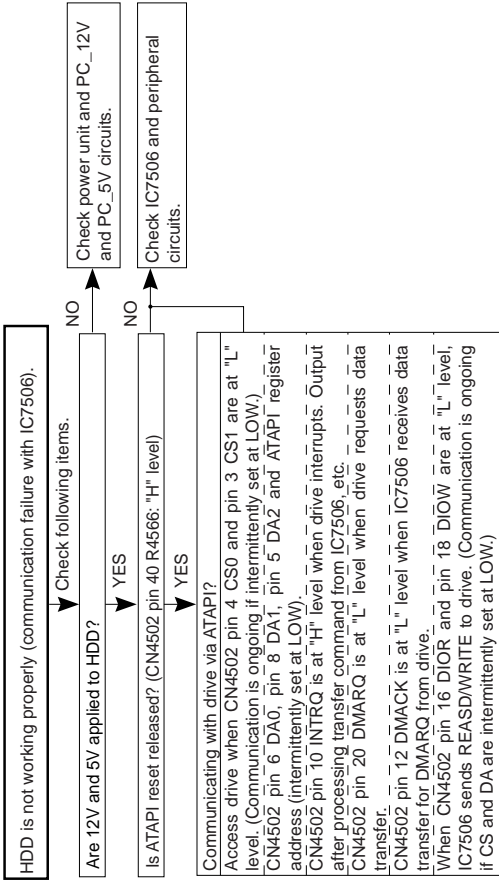 HDD is not working properly (communication failure with IC7506).
Check following items.
Are 12V and 5V applied to HDD?
NO
Check power unit and PC_12V
and PC_5V circuits.
YES
Is ATAPI reset released? (CN4502 pin 40 R4566: "H" level)
NO
Check IC7506 and peripheral
circuits.
YES
Communicating with drive via ATAPI?
Access drive when CN4502 pin 4 CS0 and pin 3 CS1 are at "L"
level. (Communication is ongoing if intermittently set at LOW.)
CN4502 pin 6 DA0, pin 8 DA1, pin 5 DA2 and ATAPI register
address (intermittently set at LOW).
CN4502 pin 10 INTRQ is at "H" level when drive interrupts. Output
after processing transfer command from IC7506, etc.
CN4502 pin 20 DMARQ is at "L" level when drive requests data
transfer.
CN4502 pin 12 DMACK is at "L" level when IC7506 receives data
transfer for DMARQ from drive.
When CN4502 pin 16 DIOR and pin 18 DIOW are at "L" level,
IC7506 sends REASD/WRITE to drive. (Communication is ongoing
if CS and DA are intermittently set at LOW.)